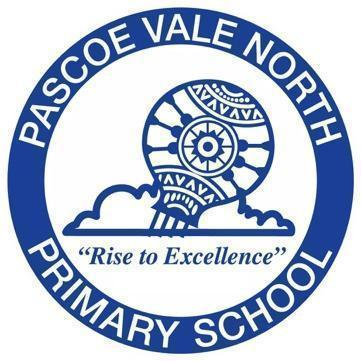 PASCOE VALE NORTH
"Rise to Excellence"
PRIMARY SCHOOL